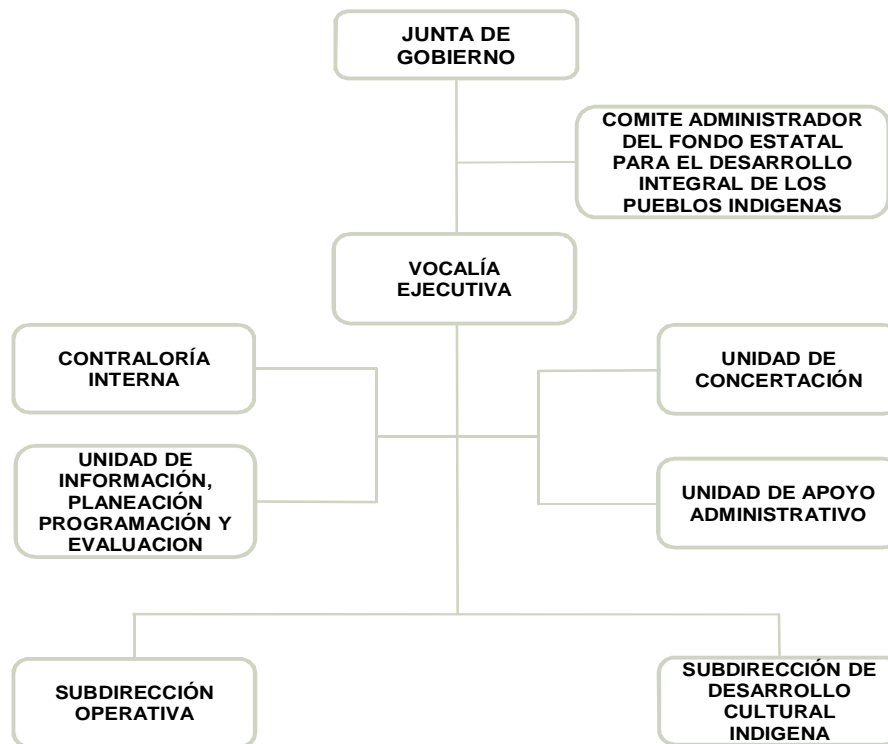 JUNTA DE
GOBIERNO
COMITE ADMINISTRADOR
DEL FONDO ESTATAL
PARA EL DESARROLLO
INTEGRAL DE LOS
PUEBLOS INDIGENAS
VOCALÍA
EJECUTIVA
CONTRALORÍA
INTERNA
UNIDAD DE
CONCERTACIÓN
UNIDAD DE
INFORMACIÓN,
PLANEACIÓN
PROGRAMACIÓN Y
EVALUACION
UNIDAD DE APOYO
ADMINISTRATIVO
SUBDIRECCIÓN
OPERATIVA
SUBDIRECCIÓN DE
DESARROLLO
CULTURAL
INDIGENA